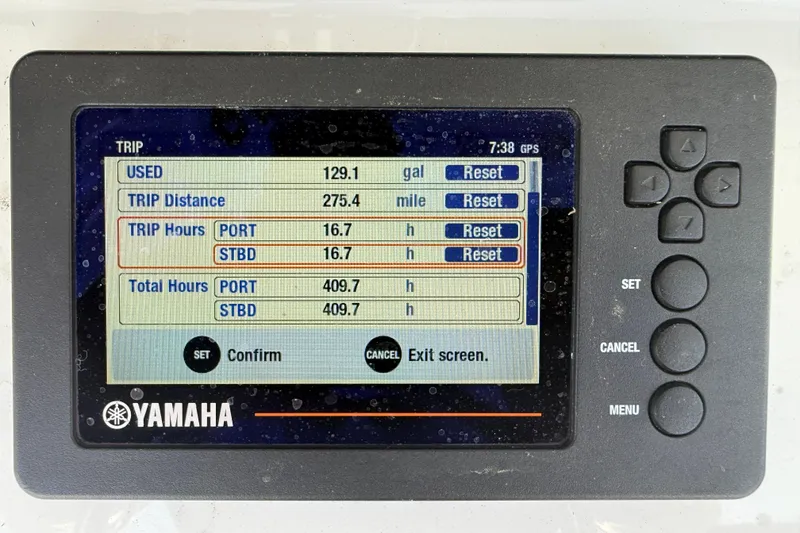 TRIP 7:38 GPS
USED 129.1 gal Reset
TRIP Distance 275.4 mile Reset
TRIP Hours PORT 16.7 h Reset
STBD 16.7 h Reset
Total Hours PORT 409.7 h
STBD 409.7 h
SET Confirm CANCEL Exit screen.
YAMAHA
SET
CANCEL
MENU